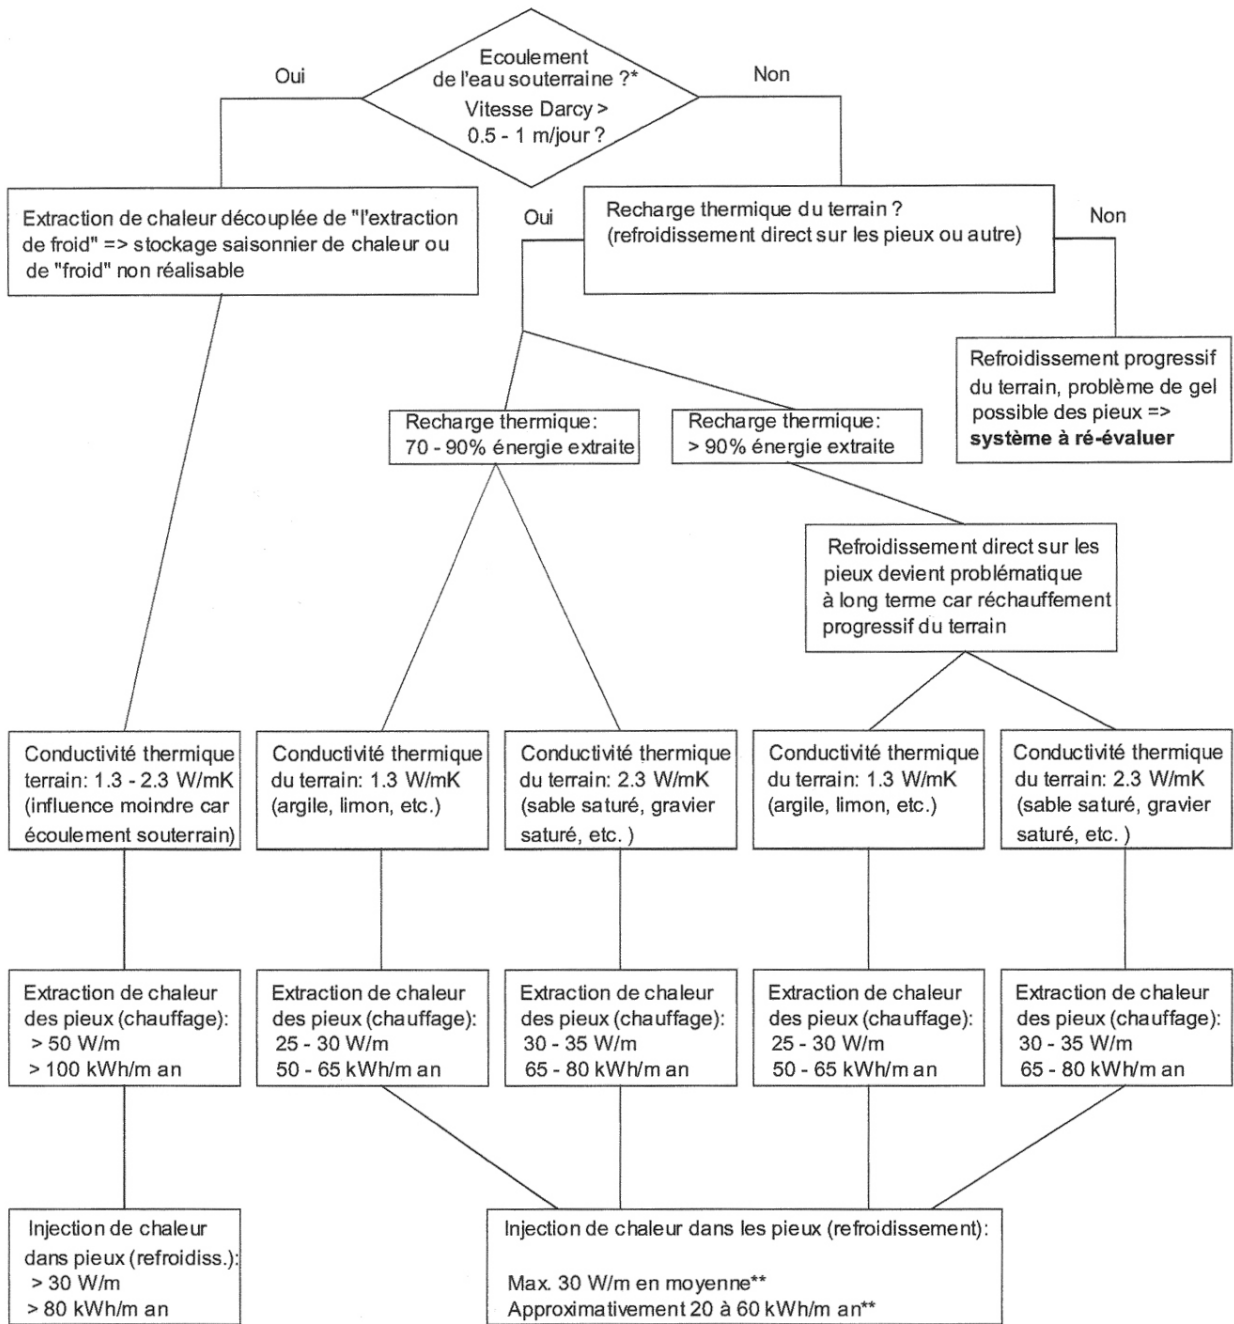 Ecoulement
de l'eau souterraine ?*
Vitesse Darcy >
0.5 - 1 m/jour ?
Oui
Non
Extraction de chaleur découplée de "l'extraction
de froid" => stockage saisonnier de chaleur ou
de "froid" non réalisable
Oui
Recharge thermique du terrain ?
(refroidissement direct sur les pieux ou autre)
Non
Refroidissement progressif
du terrain, problème de gel
possible des pieux =>
système à ré-évaluer
Recharge thermique:
70 - 90% énergie extraite
Recharge thermique:
> 90% énergie extraite
Refroidissement direct sur les
pieux devient problématique
à long terme car réchauffement
progressif du terrain
Conductivité thermique
terrain: 1.3 - 2.3 W/mK
(influence moindre car
écoulement souterrain)
Conductivité thermique
du terrain: 1.3 W/mK
(argile, limon, etc.)
Conductivité thermique
du terrain: 2.3 W/mK
(sable saturé, gravier
saturé, etc. )
Conductivité thermique
du terrain: 1.3 W/mK
(argile, limon, etc.)
Conductivité thermique
du terrain: 2.3 W/mK
(sable saturé, gravier
saturé, etc. )
Extraction de chaleur
des pieux (chauffage):
> 50 W/m
> 100 kWh/m an
Extraction de chaleur
des pieux (chauffage):
25 - 30 W/m
50 - 65 kWh/m an
Extraction de chaleur
des pieux (chauffage):
30 - 35 W/m
65 - 80 kWh/m an
Extraction de chaleur
des pieux (chauffage):
25 - 30 W/m
50 - 65 kWh/m an
Extraction de chaleur
des pieux (chauffage):
30 - 35 W/m
65 - 80 kWh/m an
Injection de chaleur
dans pieux (refroidiss.):
> 30 W/m
> 80 kWh/m an
Injection de chaleur dans les pieux (refroidissement):
Max. 30 W/m en moyenne**
Approximativement 20 à 60 kWh/m an**